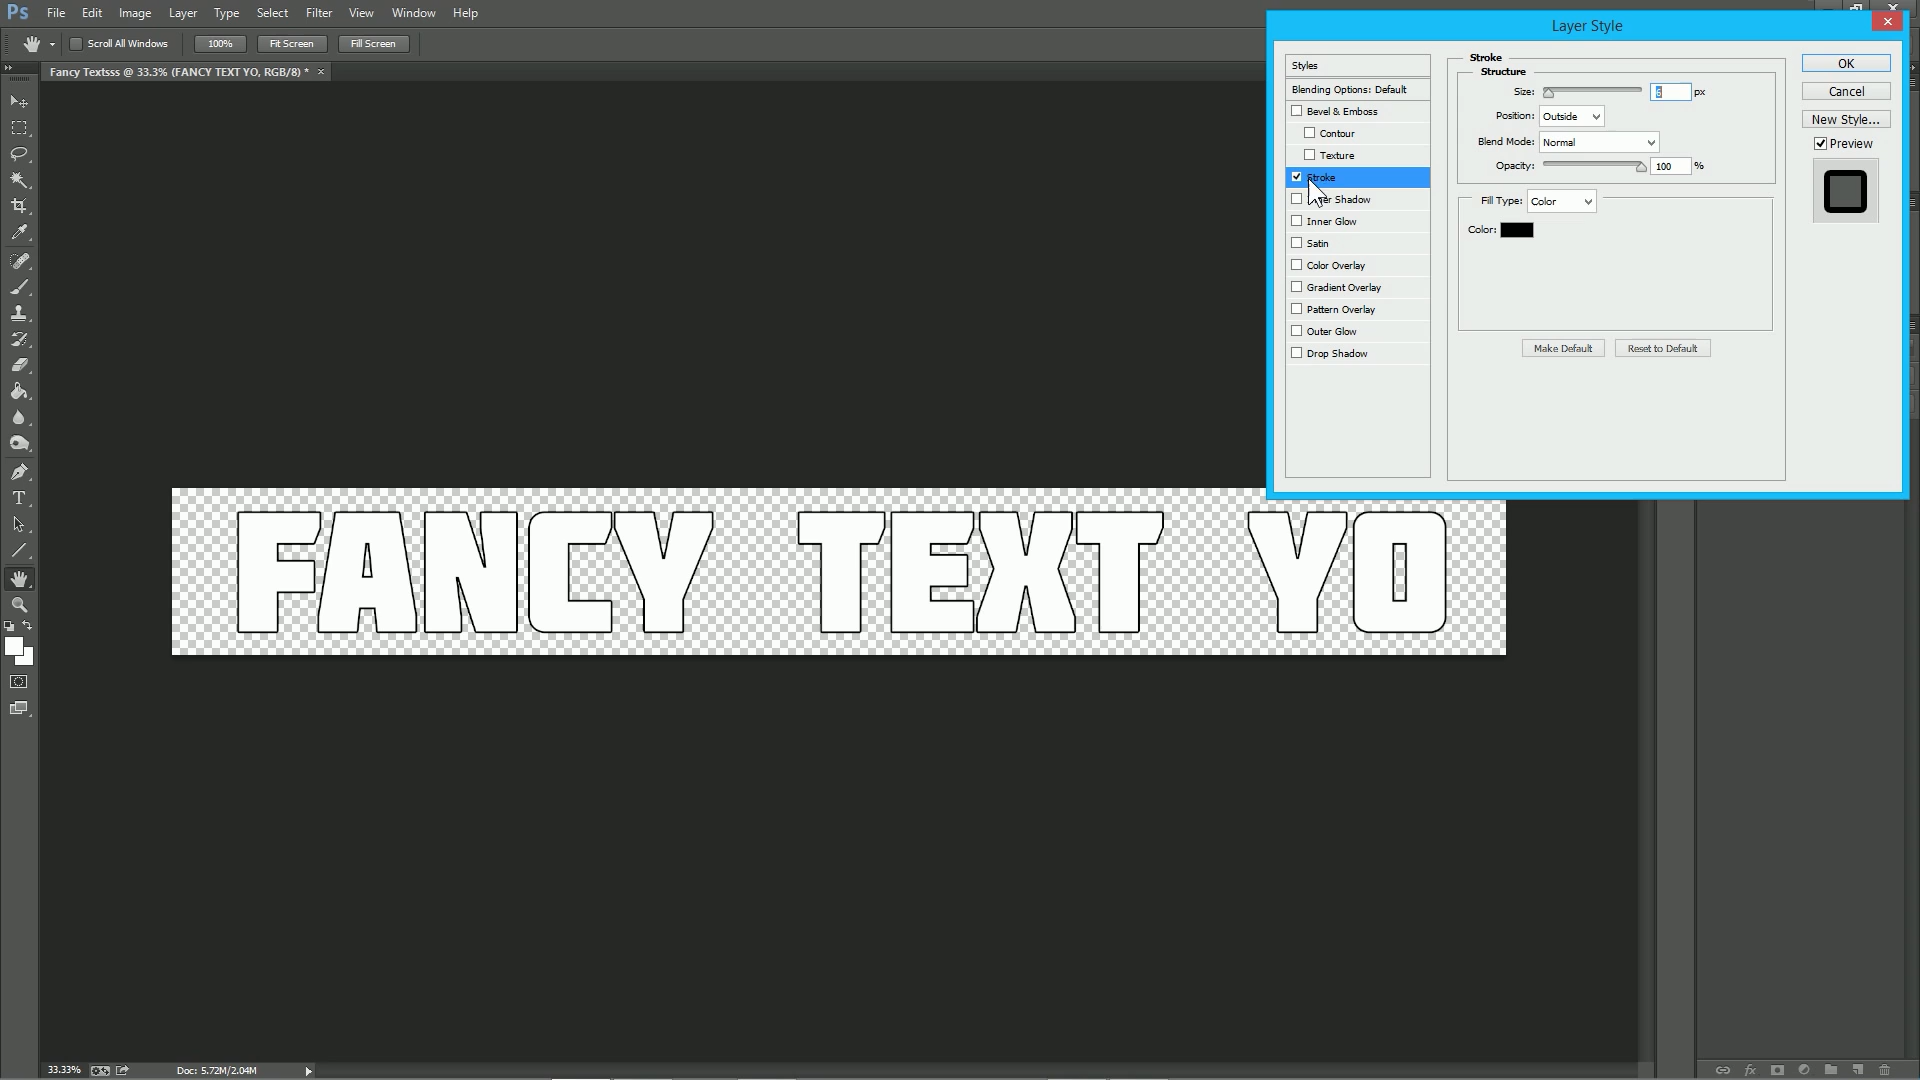 Ps File Edit Image Layer Type Select Filter View Window Help
Scroll All Windows 100% Fit Screen Fill Screen
Fancy Textsss @ 33.3% (FANCY TEXT YO, RGB/8) * ×
Layer Style
Styles
Blending Options: Default
Bevel & Emboss
Contour
Texture
Stroke
Shadow
Inner Glow
Satin
Color Overlay
Gradient Overlay
Pattern Overlay
Outer Glow
Drop Shadow
Stroke
Structure
Size: 6 px
Position: Outside
Blend Mode: Normal
Opacity: 100 %
Fill Type: Color
Color:
Make Default Reset to Default
OK
Cancel
New Style...
Preview
FANCY TEXT YO
T
33.33% Doc: 5.72M/2.04M
fx